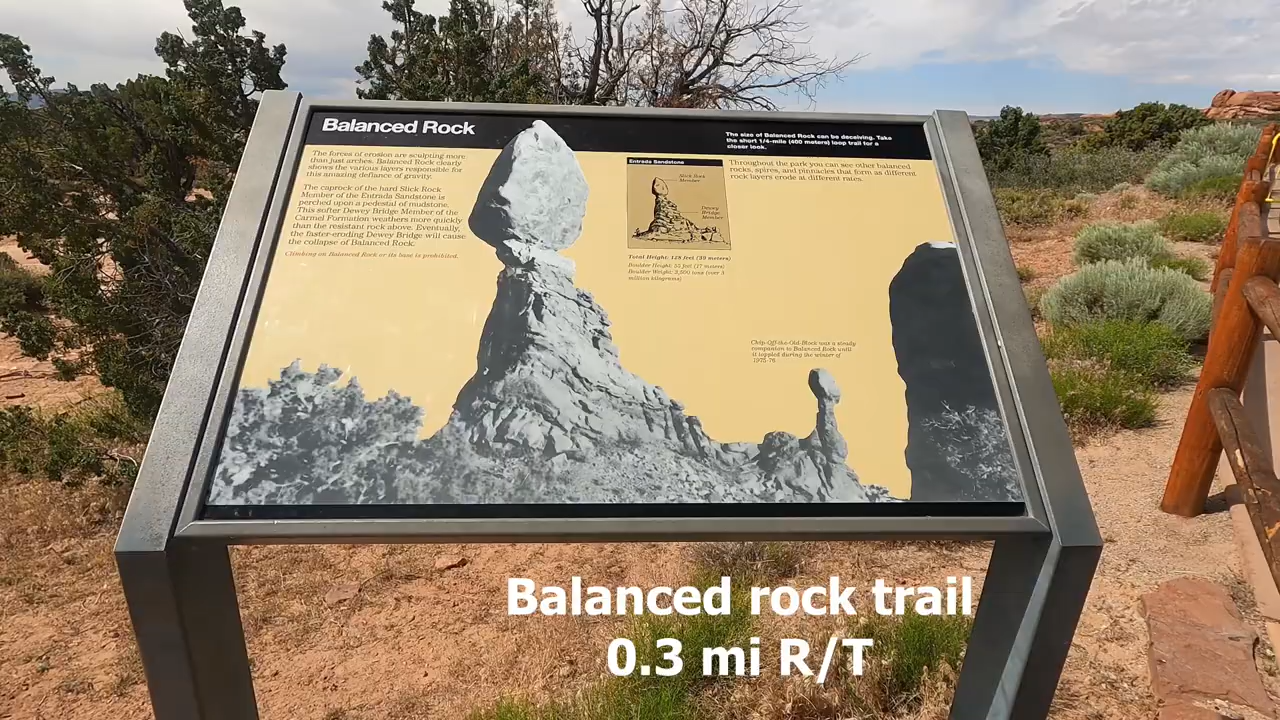 Balanced Rock
The size of Balanced Rock can be deceiving. Take
the short 1/4-mile (400 meters) loop trail for a
closer look.
The forces of erosion are sculpting more
than just arches. Balanced Rock clearly
shows the various layers responsible for
this amazing defiance of gravity.
The caprock of the hard Slick Rock
Member of the Entrada Sandstone is
perched upon a pedestal of mudstone.
This softer Dewey Bridge Member of the
Carmel Formation weathers more quickly
than the resistant rock above. Eventually,
the faster-eroding Dewey Bridge will cause
the collapse of Balanced Rock.
Climbing on Balanced Rock or its base is prohibited.
Entrada Sandstone
Slick Rock
Member
Dewey
Bridge
Member
Total Height: 128 feet (39 meters)
Boulder Height: 55 feet (17 meters)
Boulder Weight: 3,500 tons (over 3
million kilograms)
Throughout the park you can see other balanced
rocks, spires, and pinnacles that form as different
rock layers erode at different rates.
Chip-Off-the-Old-Block was a steady
companion to Balanced Rock until
it toppled during the winter of
1975-76
Balanced rock trail
0.3 mi R/T